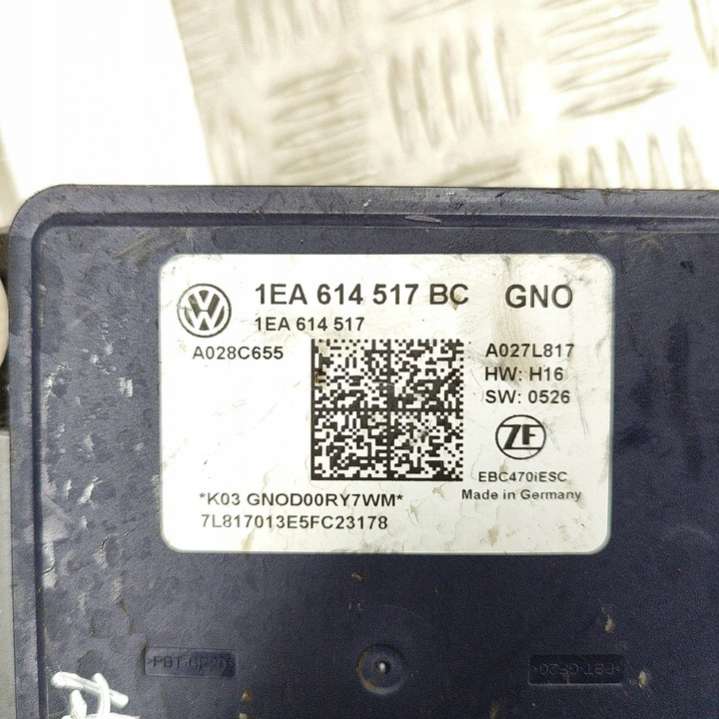 1EA 614 517 BC GNO
1EA 614 517
A028C655
A027L817
HW: H16
SW: 0526
ZF
EBC470iESC
Made in Germany
*K03 GNOD00RY7WM*
7L817013E5FC23178